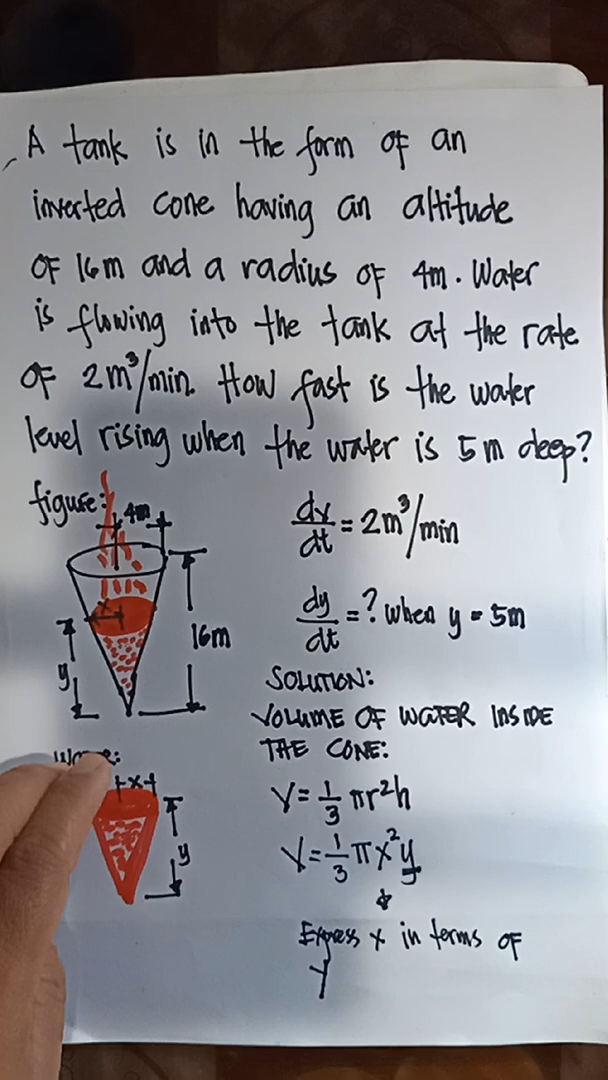 A tank is in the form of an
inverted cone having an altitude
OF 16m and a radius of 4m. Water
is flowing into the tank at the rate
OF 2m³/min. How fast is the water
level rising when the water is 5m deep?
figure:
4m
x
16m
y
dV/dt = 2m³/min
dy/dt = ? when y = 5m
SOLUTION:
VOLUME OF WATER INSIDE
THE CONE:
V = 1/3 πr²h
V = 1/3 πx²y
Express x in terms of
y
x
y